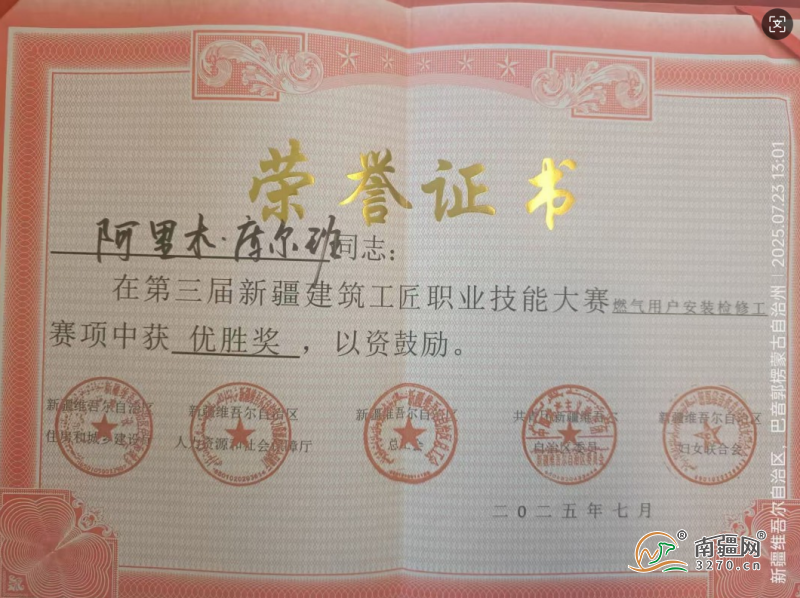 荣誉证书
阿里木·库尔班 同志：
在第三届新疆建筑工匠职业技能大赛燃气用户安装检修工
赛项中获 优胜奖 ，以资鼓励。
新疆维吾尔自治区
住房和城乡建设厅
新疆维吾尔自治区
人力资源和社会保障厅
新疆维吾尔自治区
总工会
共青团新疆维吾尔
自治区委员会
新疆维吾尔自治区
妇女联合会
二〇二五年七月
南疆网®
3270.cn
新疆维吾尔自治区，巴音郭楞蒙古自治州 | 2025.07.23 13:01